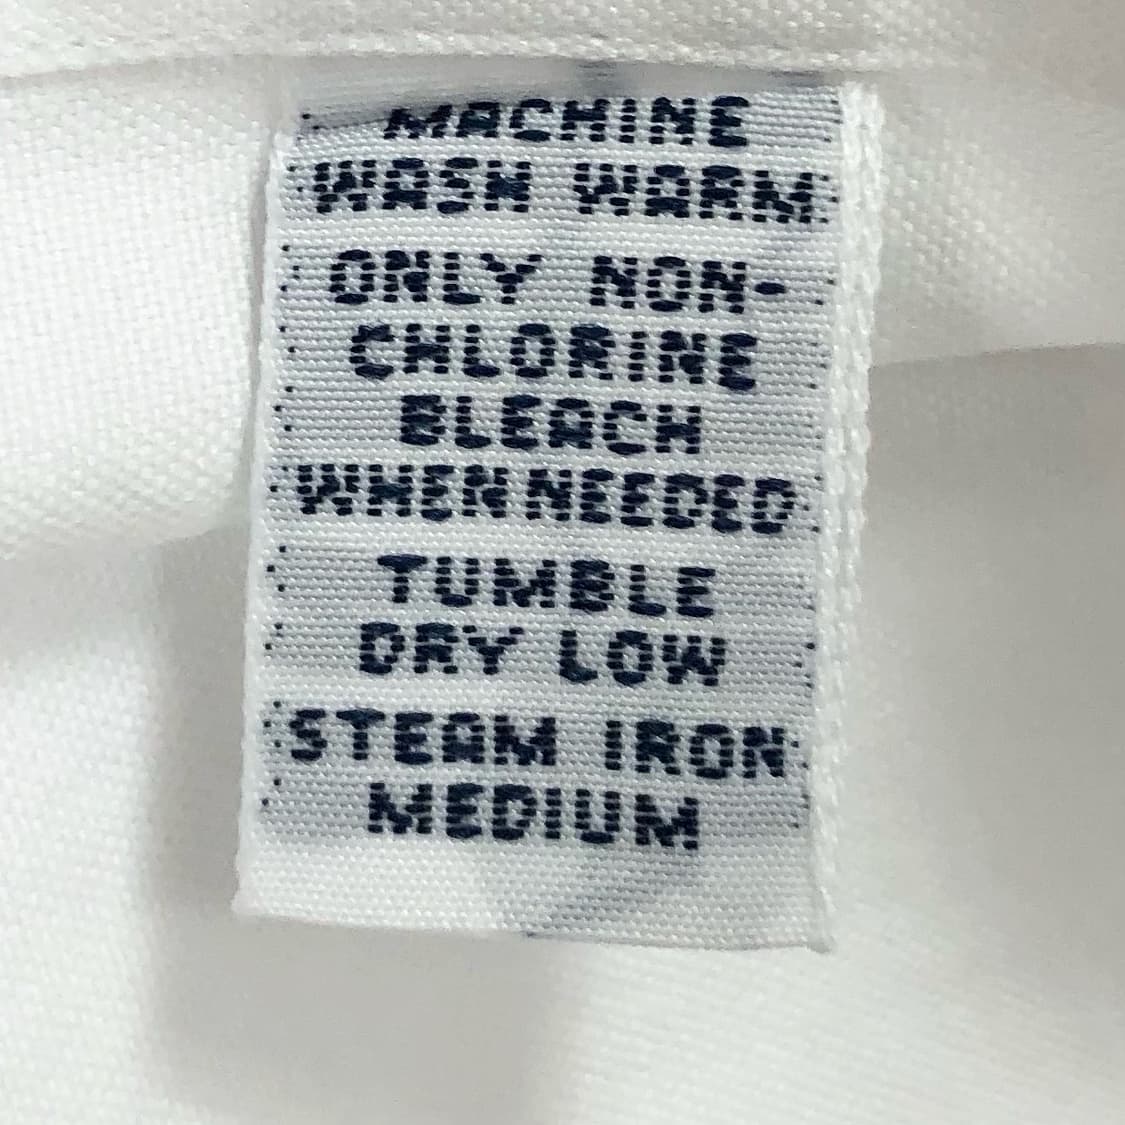 MACHINE
WASH WARM
ONLY NON-
CHLORINE
BLEACH
WHEN NEEDED
TUMBLE
DRY LOW
STEAM IRON
MEDIUM